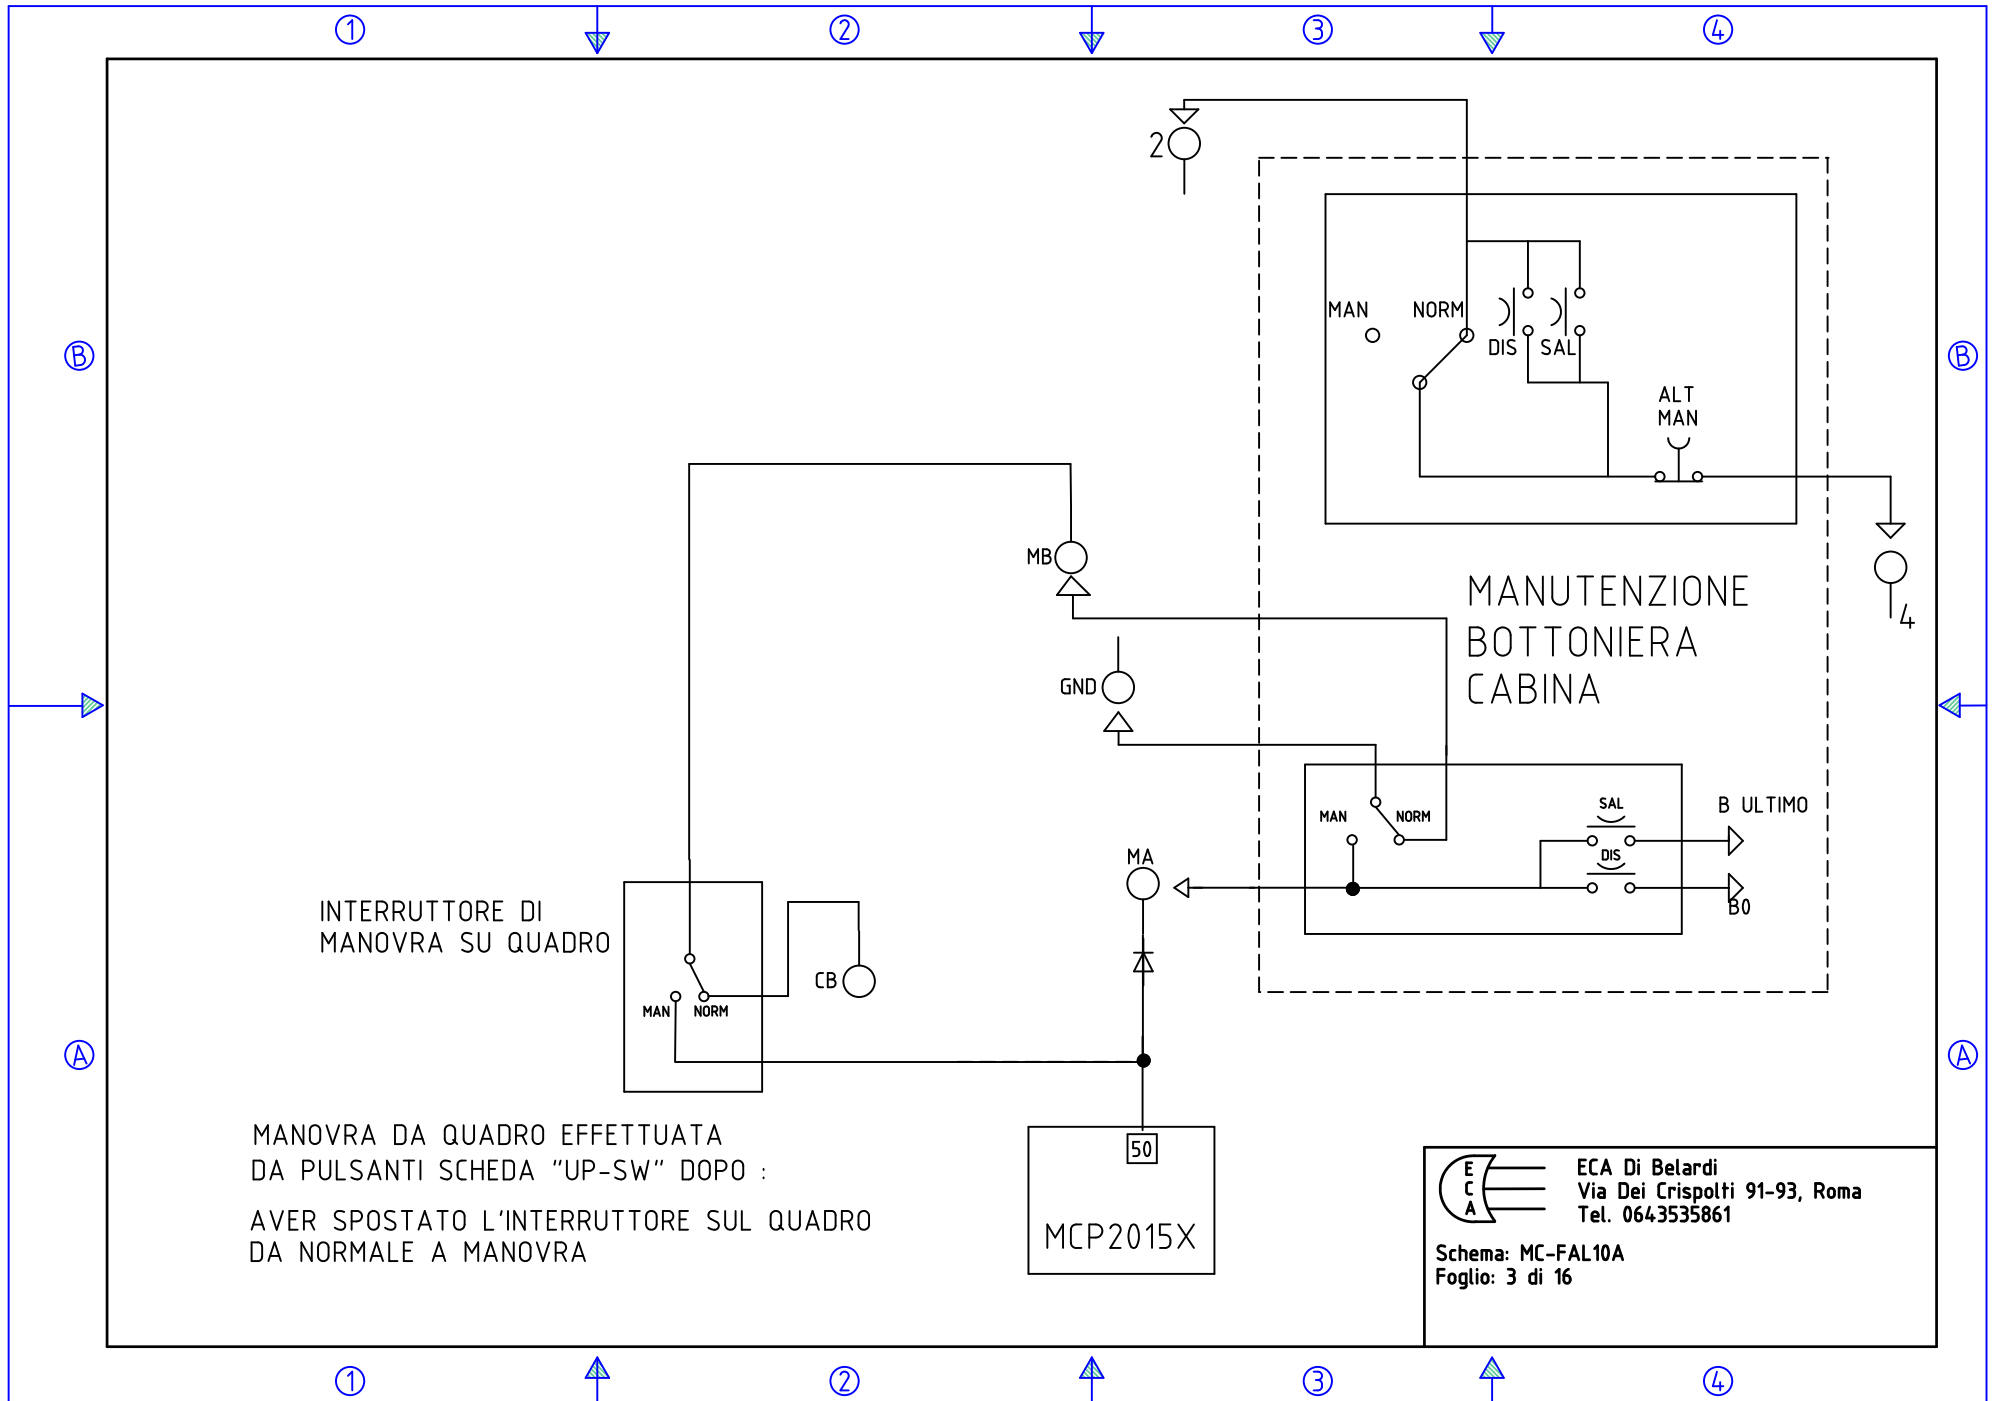 1 2 3 4
2
MAN NORM
DIS SAL
B B
ALT
MAN
MB
MANUTENZIONE
BOTTONIERA
CABINA
4
GND
SAL
B ULTIMO
MAN NORM
DIS
MA
B0
INTERRUTTORE DI
MANOVRA SU QUADRO
CB
MAN NORM
A A
MANOVRA DA QUADRO EFFETTUATA
DA PULSANTI SCHEDA "UP-SW" DOPO :
AVER SPOSTATO L'INTERRUTTORE SUL QUADRO
DA NORMALE A MANOVRA
50
MCP2015X
E
C
A
ECA Di Belardi
Via Dei Crispolti 91-93, Roma
Tel. 0643535861
Schema: MC-FAL10A
Foglio: 3 di 16
1 2 3 4